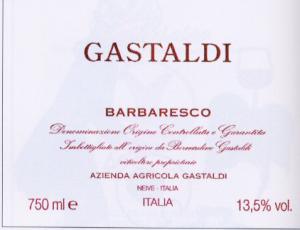 GASTALDI
BARBARESCO
Denominazione Origine Controllata e Garantita
Imbottigliato all'origine da Bernardino Gastaldi
viticoltore proprietario
AZIENDA AGRICOLA GASTALDI
NEIVE - ITALIA
750 ml e ITALIA 13,5% vol.